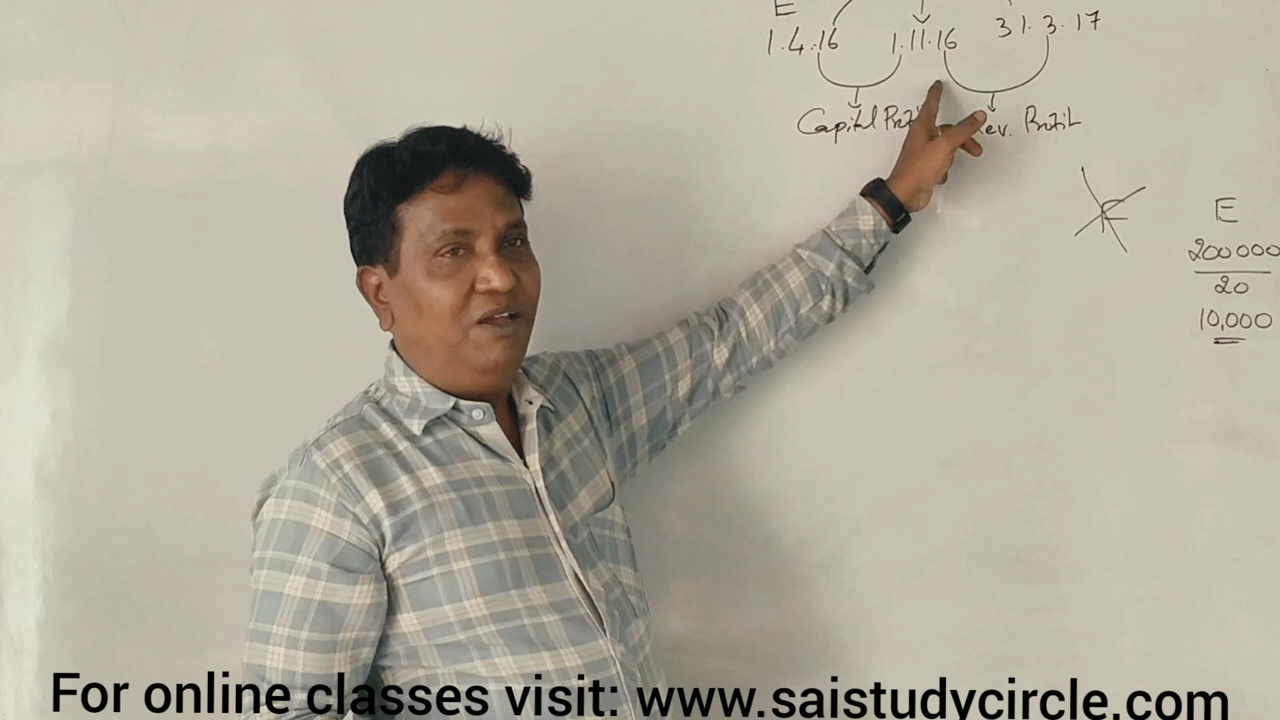 E
1.4.16 1.11.16 31.3.17
Capital Profit Rev. Profit
E
200000
20
10,000
For online classes visit: www.saistudycircle.com